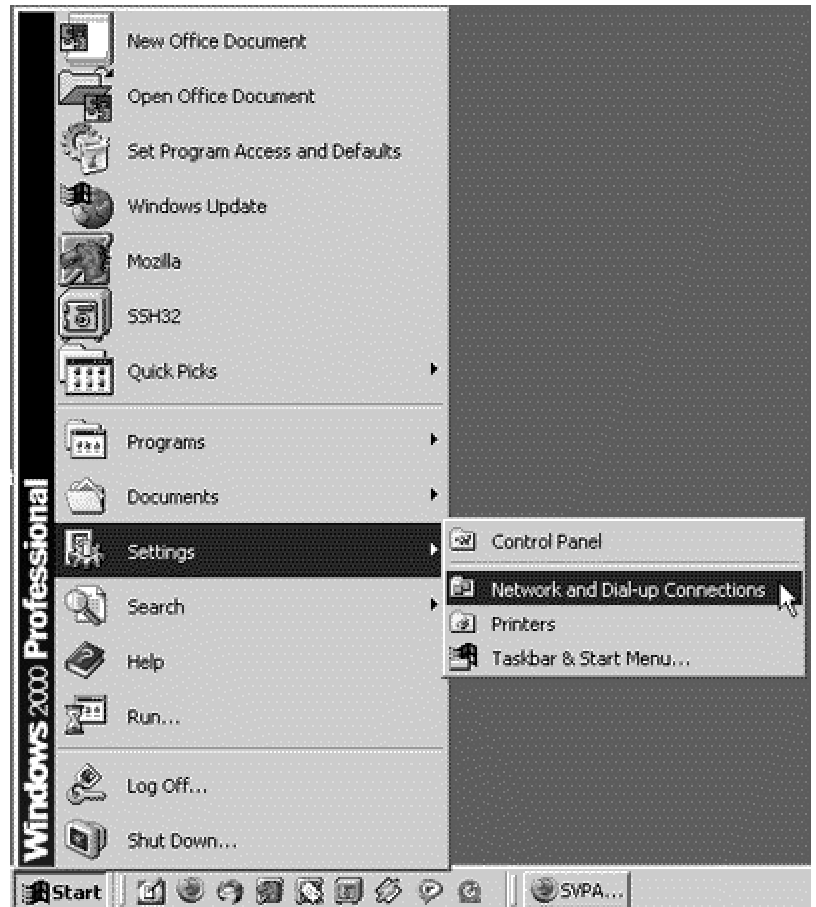 New Office Document
Open Office Document
Set Program Access and Defaults
Windows Update
Mozilla
SSH32
Quick Picks
Programs
Documents
Settings
Search
Help
Run...
Log Off...
Shut Down...
Windows 2000 Professional
Control Panel
Network and Dial-up Connections
Printers
Taskbar & Start Menu...
Start
SVPA...